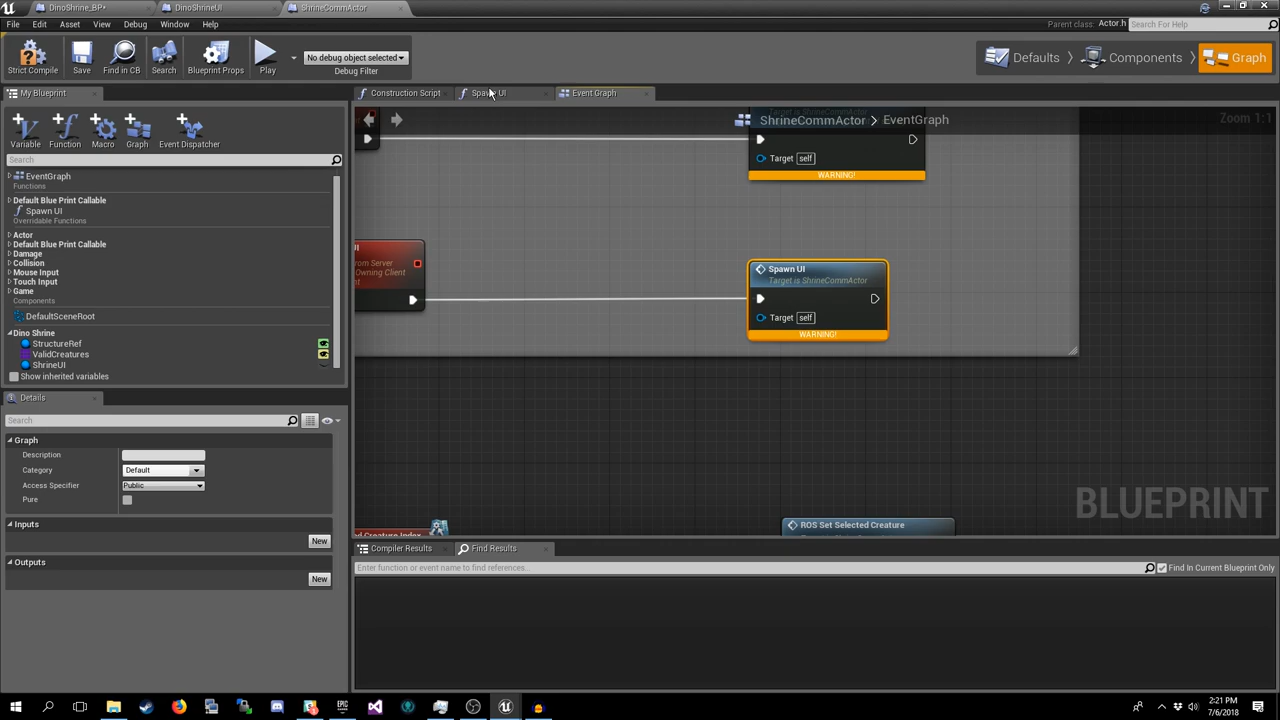 DinoShrine_BP*
DinoShrineUI
ShrineCommActor
File Edit Asset View Debug Window Help
Parent class: Actor.h
Search For Help
Strict Compile
Save
Find in CB
Search
Blueprint Props
Play
No debug object selected
Debug Filter
Defaults
Components
Graph
My Blueprint
Construction Script
Spawn UI
Event Graph
Variable
Function
Macro
Graph
Event Dispatcher
Search
ShrineCommActor > EventGraph
Zoom 1:1
EventGraph
Functions
Default Blue Print Callable
Spawn UI
Overridable Functions
Actor
Default Blue Print Callable
Damage
Collision
Mouse Input
Touch Input
Game
Components
DefaultSceneRoot
Dino Shrine
StructureRef
ValidCreatures
ShrineUI
Show inherited variables
Target self
WARNING!
UI
rom Server
Owning Client
nt
Spawn UI
Target is ShrineCommActor
Target self
WARNING!
BLUEPRINT
ROS Set Selected Creature
Details
Search
Graph
Description
Category Default
Access Specifier Public
Pure
Inputs
New
Outputs
New
Compiler Results
Find Results
Enter function or event name to find references...
Find In Current Blueprint Only
2:21 PM
7/6/2018